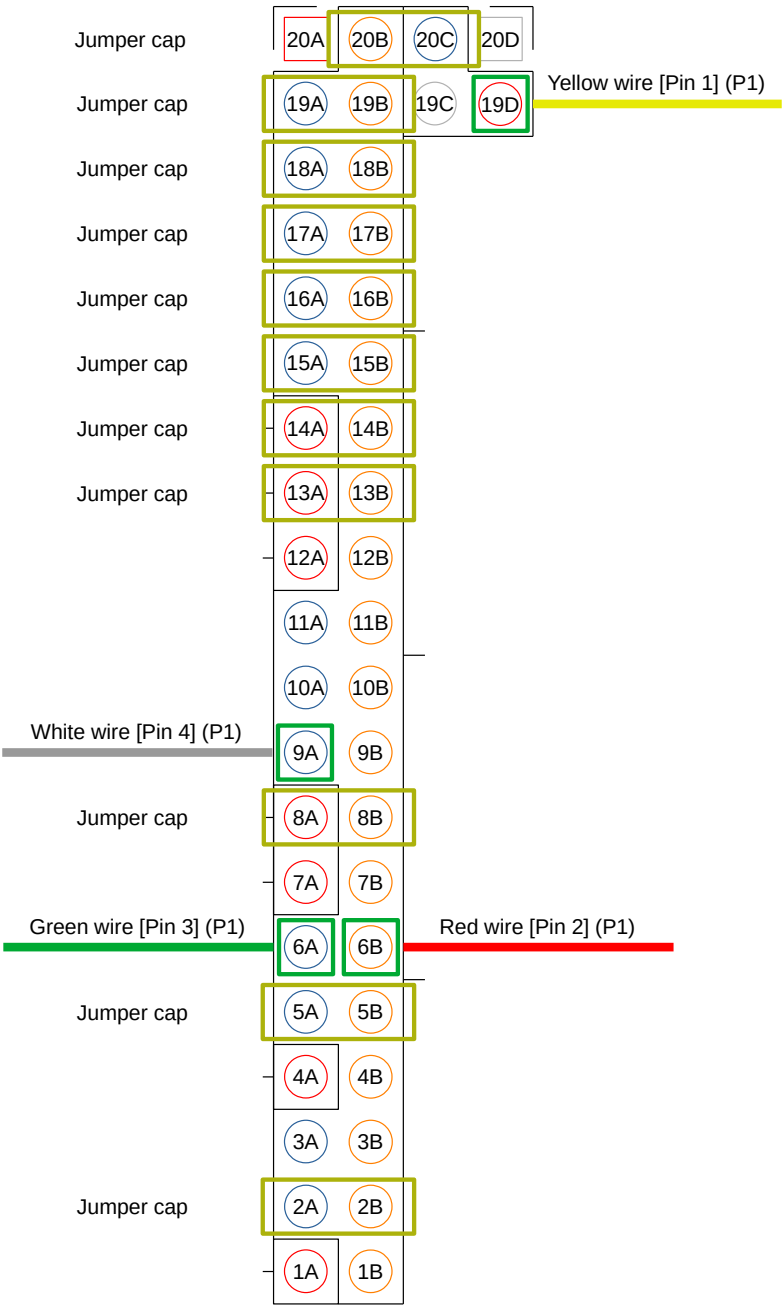 Jumper cap 20A 20B 20C 20D
Yellow wire [Pin 1] (P1)
Jumper cap 19A 19B 19C 19D
Jumper cap 18A 18B
Jumper cap 17A 17B
Jumper cap 16A 16B
Jumper cap 15A 15B
Jumper cap 14A 14B
Jumper cap 13A 13B
12A 12B
11A 11B
10A 10B
White wire [Pin 4] (P1)
9A 9B
Jumper cap 8A 8B
7A 7B
Green wire [Pin 3] (P1) Red wire [Pin 2] (P1)
6A 6B
Jumper cap 5A 5B
4A 4B
3A 3B
Jumper cap 2A 2B
1A 1B